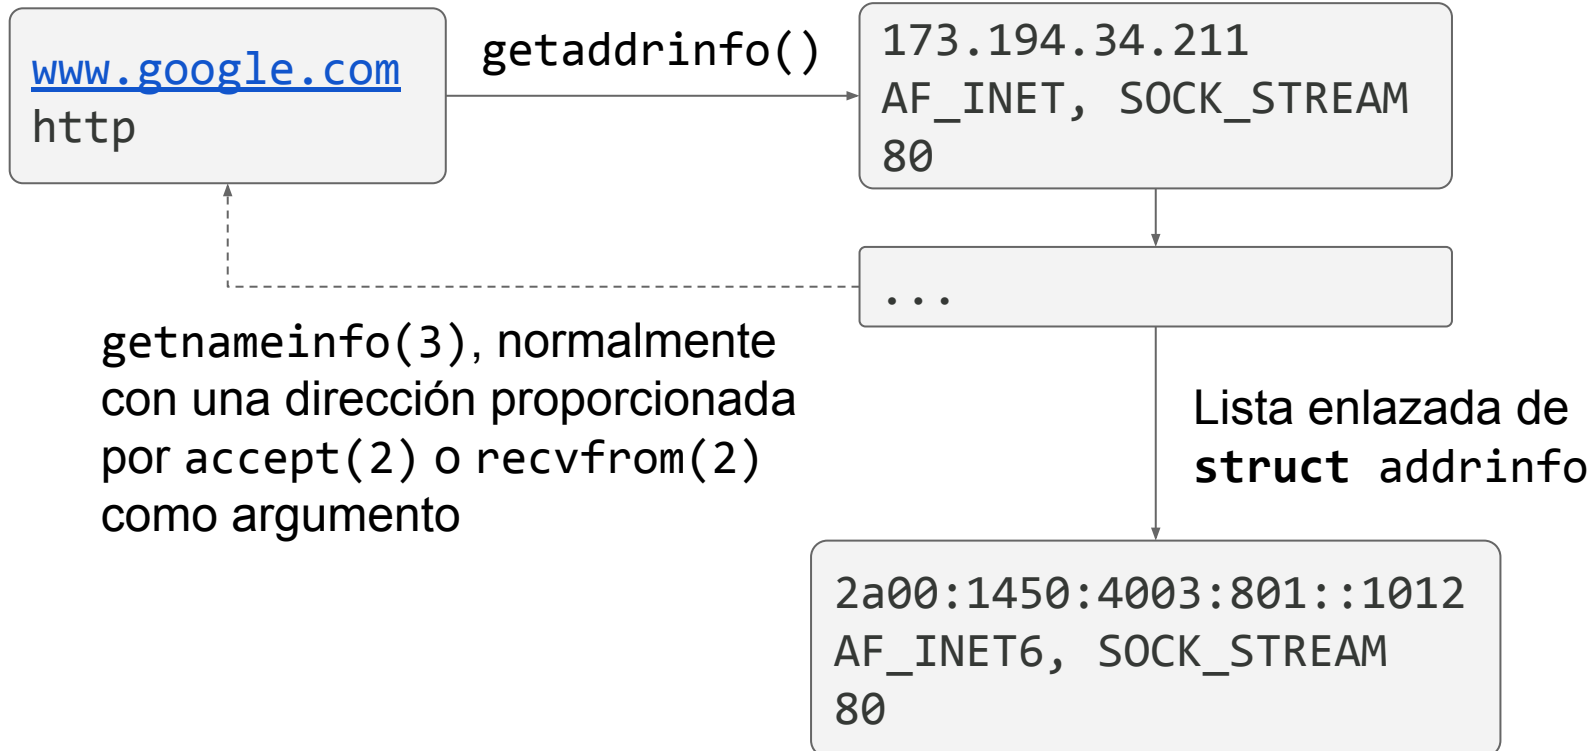 www.google.com
http
getaddrinfo()
173.194.34.211
AF_INET, SOCK_STREAM
80
...
getnameinfo(3), normalmente
con una dirección proporcionada
por accept(2) o recvfrom(2)
como argumento
Lista enlazada de
struct addrinfo
2a00:1450:4003:801::1012
AF_INET6, SOCK_STREAM
80